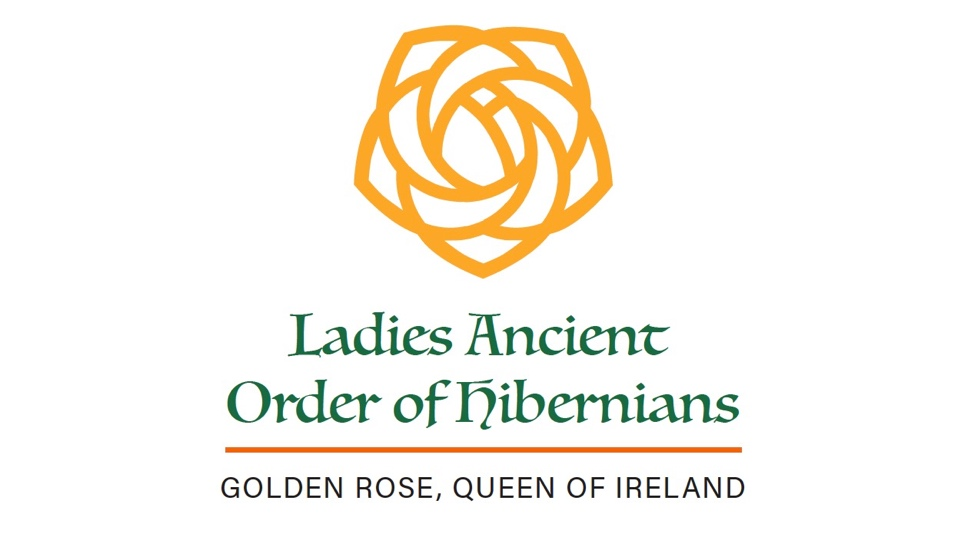 Ladies Ancient
Order of Hibernians
GOLDEN ROSE, QUEEN OF IRELAND